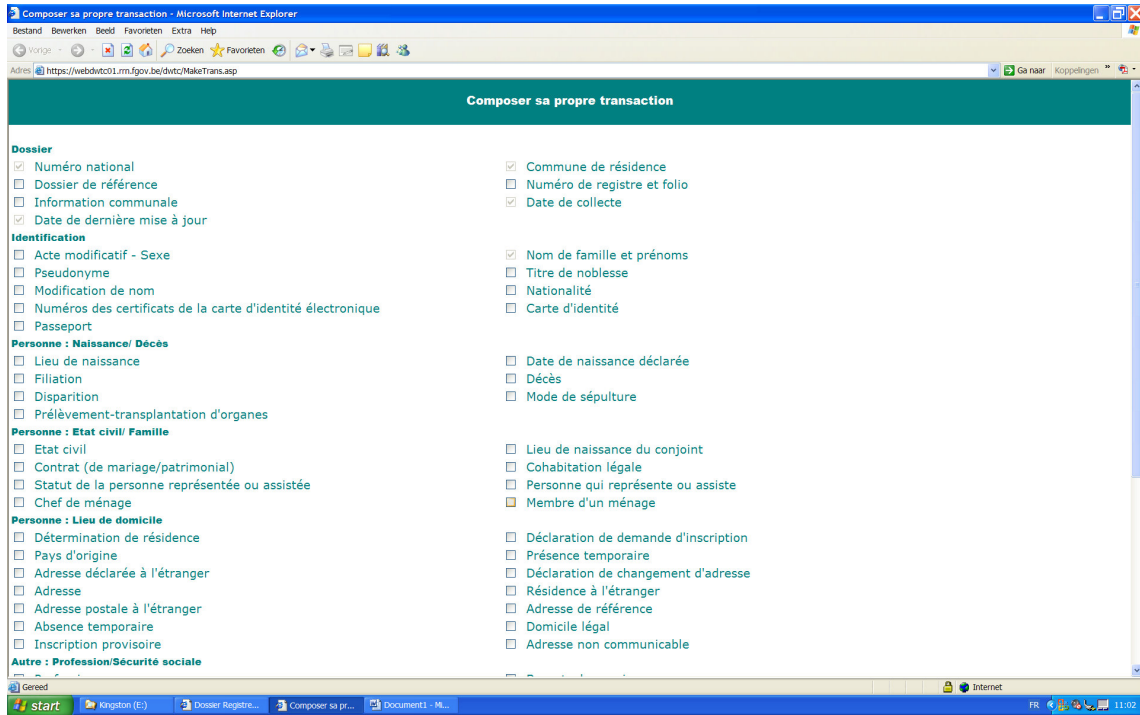 Composer sa propre transaction - Microsoft Internet Explorer
Bestand Bewerken Beeld Favorieten Extra Help
Vorige Zoeken Favorieten
Adres https://webdwtc01.rrn.fgov.be/dwtc/MakeTrans.asp Ga naar Koppelingen »
Composer sa propre transaction
Dossier
Numéro national Commune de résidence
Dossier de référence Numéro de registre et folio
Information communale Date de collecte
Date de dernière mise à jour
Identification
Acte modificatif - Sexe Nom de famille et prénoms
Pseudonyme Titre de noblesse
Modification de nom Nationalité
Numéros des certificats de la carte d'identité électronique Carte d'identité
Passeport
Personne : Naissance/ Décès
Lieu de naissance Date de naissance déclarée
Filiation Décès
Disparition Mode de sépulture
Prélèvement-transplantation d'organes
Personne : Etat civil/ Famille
Etat civil Lieu de naissance du conjoint
Contrat (de mariage/patrimonial) Cohabitation légale
Statut de la personne représentée ou assistée Personne qui représente ou assiste
Chef de ménage Membre d'un ménage
Personne : Lieu de domicile
Détermination de résidence Déclaration de demande d'inscription
Pays d'origine Présence temporaire
Adresse déclarée à l'étranger Déclaration de changement d'adresse
Adresse Résidence à l'étranger
Adresse postale à l'étranger Adresse de référence
Absence temporaire Domicile légal
Inscription provisoire Adresse non communicable
Autre : Profession/Sécurité sociale
Gereed Internet
start Kingston (E:) Dossier Registre... Composer sa pr... Document1 - Mi... FR 11:02